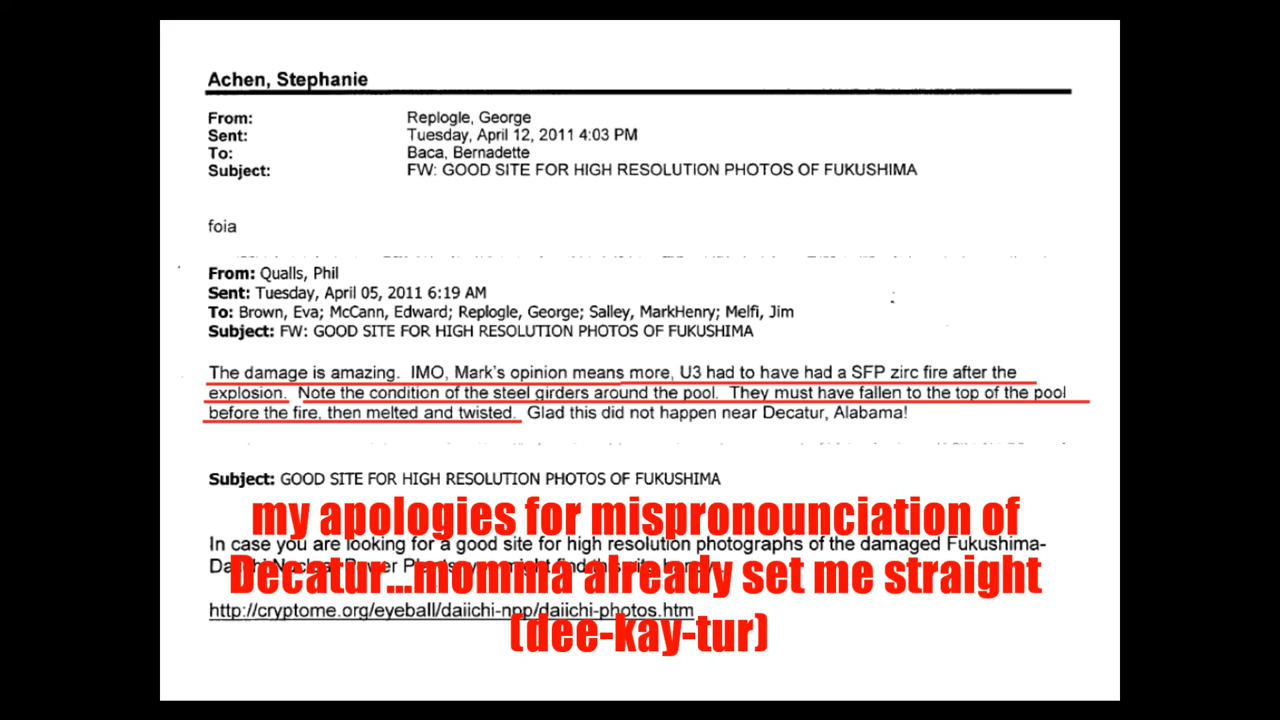 Achen, Stephanie
From: Replogle, George
Sent: Tuesday, April 12, 2011 4:03 PM
To: Baca, Bernadette
Subject: FW: GOOD SITE FOR HIGH RESOLUTION PHOTOS OF FUKUSHIMA
foia
From: Qualls, Phil
Sent: Tuesday, April 05, 2011 6:19 AM
To: Brown, Eva; McCann, Edward; Replogle, George; Salley, MarkHenry; Melfi, Jim
Subject: FW: GOOD SITE FOR HIGH RESOLUTION PHOTOS OF FUKUSHIMA
The damage is amazing. IMO, Mark's opinion means more, U3 had to have had a SFP zirc fire after the
explosion. Note the condition of the steel girders around the pool. They must have fallen to the top of the pool
before the fire, then melted and twisted. Glad this did not happen near Decatur, Alabama!
Subject: GOOD SITE FOR HIGH RESOLUTION PHOTOS OF FUKUSHIMA
my apologies for mispronounciation of
In case you are looking for a good site for high resolution photographs of the damaged Fukushima-
Decatur...momma already set me straight
http://cryptome.org/eyeball/daiichi-npp/daiichi-photos.htm
(dee-kay-tur)